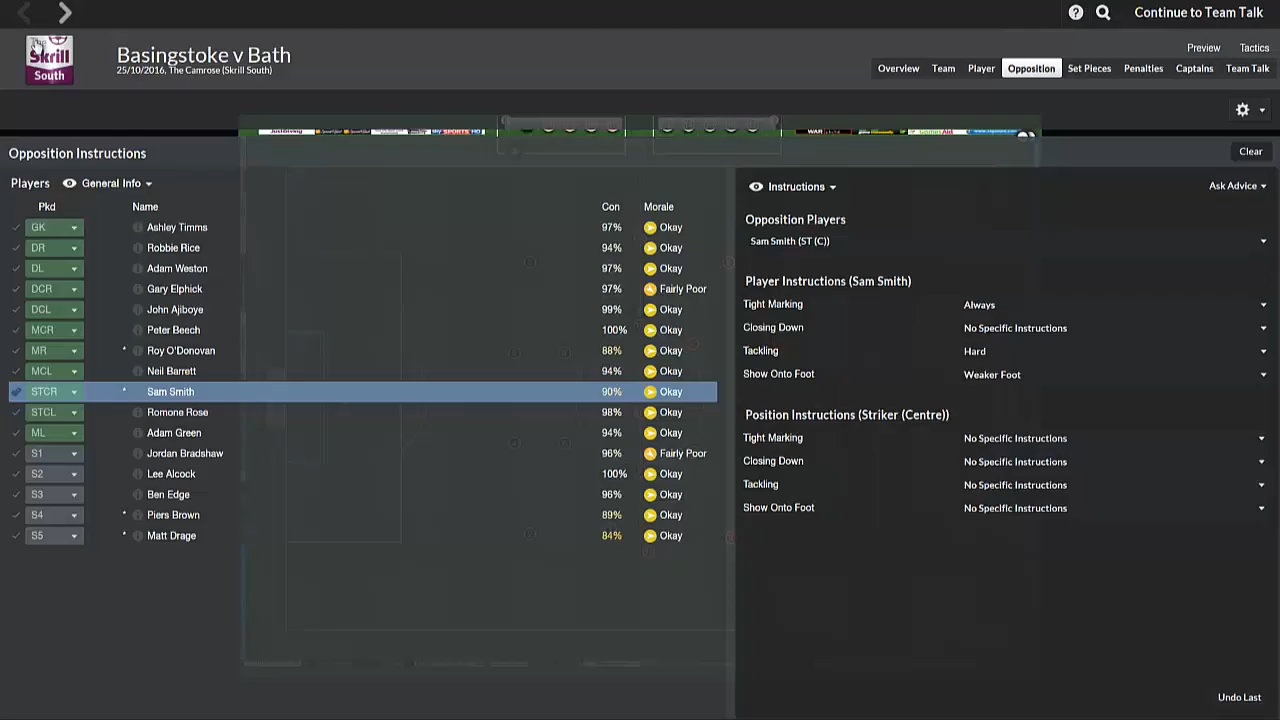 Continue to Team Talk
The
Skrill
South
Basingstoke v Bath
25/10/2016, The Camrose (Skrill South)
Preview Tactics
Overview Team Player Opposition Set Pieces Penalties Captains Team Talk
Opposition Instructions
Clear
Players General Info
Instructions
Ask Advice
Pkd Name Con Morale
GK Ashley Timms 97% Okay
DR Robbie Rice 94% Okay
DL Adam Weston 97% Okay
DCR Gary Elphick 97% Fairly Poor
DCL John Ajiboye 99% Okay
MCR Peter Beech 100% Okay
MR * Roy O'Donovan 88% Okay
MCL Neil Barrett 94% Okay
STCR * Sam Smith 90% Okay
STCL Romone Rose 98% Okay
ML Adam Green 94% Okay
S1 Jordan Bradshaw 96% Fairly Poor
S2 Lee Alcock 100% Okay
S3 Ben Edge 96% Okay
S4 * Piers Brown 89% Okay
S5 * Matt Drage 84% Okay
Opposition Players
Sam Smith (ST (C))
Player Instructions (Sam Smith)
Tight Marking Always
Closing Down No Specific Instructions
Tackling Hard
Show Onto Foot Weaker Foot
Position Instructions (Striker (Centre))
Tight Marking No Specific Instructions
Closing Down No Specific Instructions
Tackling No Specific Instructions
Show Onto Foot No Specific Instructions
Undo Last